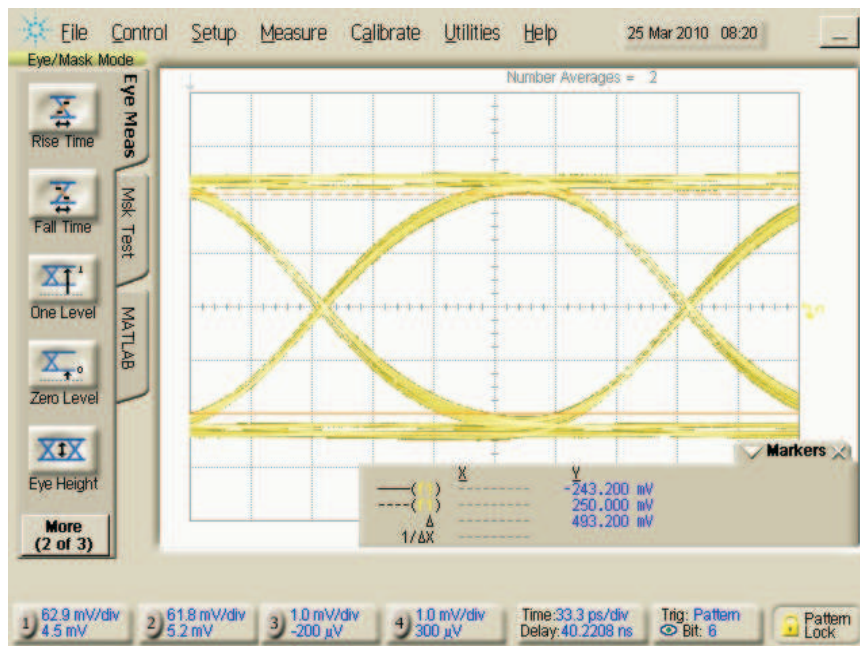 File Control Setup Measure Calibrate Utilities Help 25 Mar 2010 08:20
Eye/Mask Mode
Number Averages = 2
Eye Meas
Msk Test
MATLAB
Rise Time
Fall Time
One Level
Zero Level
Eye Height
More
(2 of 3)
Markers
X Y
-243.200 mV
250.000 mV
Δ 493.200 mV
1/ΔX
1) 62.9 mV/div
4.5 mV
2) 61.8 mV/div
5.2 mV
3) 1.0 mV/div
-200 µV
4) 1.0 mV/div
300 µV
Time:33.3 ps/div
Delay:40.2208 ns
Trig: Pattern
Bit: 6
Pattern
Lock